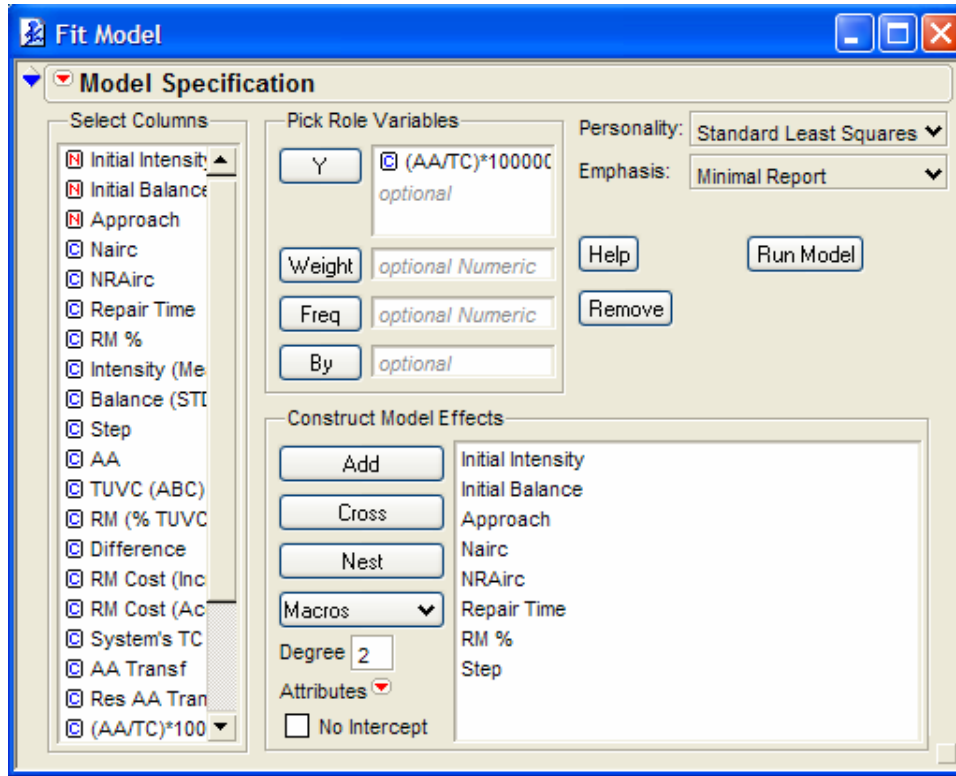 Fit Model
Model Specification
Select Columns
N Initial Intensity
N Initial Balance
N Approach
C Nairc
C NRAirc
C Repair Time
C RM %
C Intensity (Me
C Balance (STD
C Step
C AA
C TUVC (ABC)
C RM (% TUVC
C Difference
C RM Cost (Inc
C RM Cost (Ac
C System's TC
C AA Transf
C Res AA Tran
C (AA/TC)*100
Pick Role Variables
Y
C (AA/TC)*100000
optional
Weight
optional Numeric
Freq
optional Numeric
By
optional
Personality:
Standard Least Squares
Emphasis:
Minimal Report
Help
Run Model
Remove
Construct Model Effects
Add
Cross
Nest
Macros
Degree 2
Attributes
No Intercept
Initial Intensity
Initial Balance
Approach
Nairc
NRAirc
Repair Time
RM %
Step